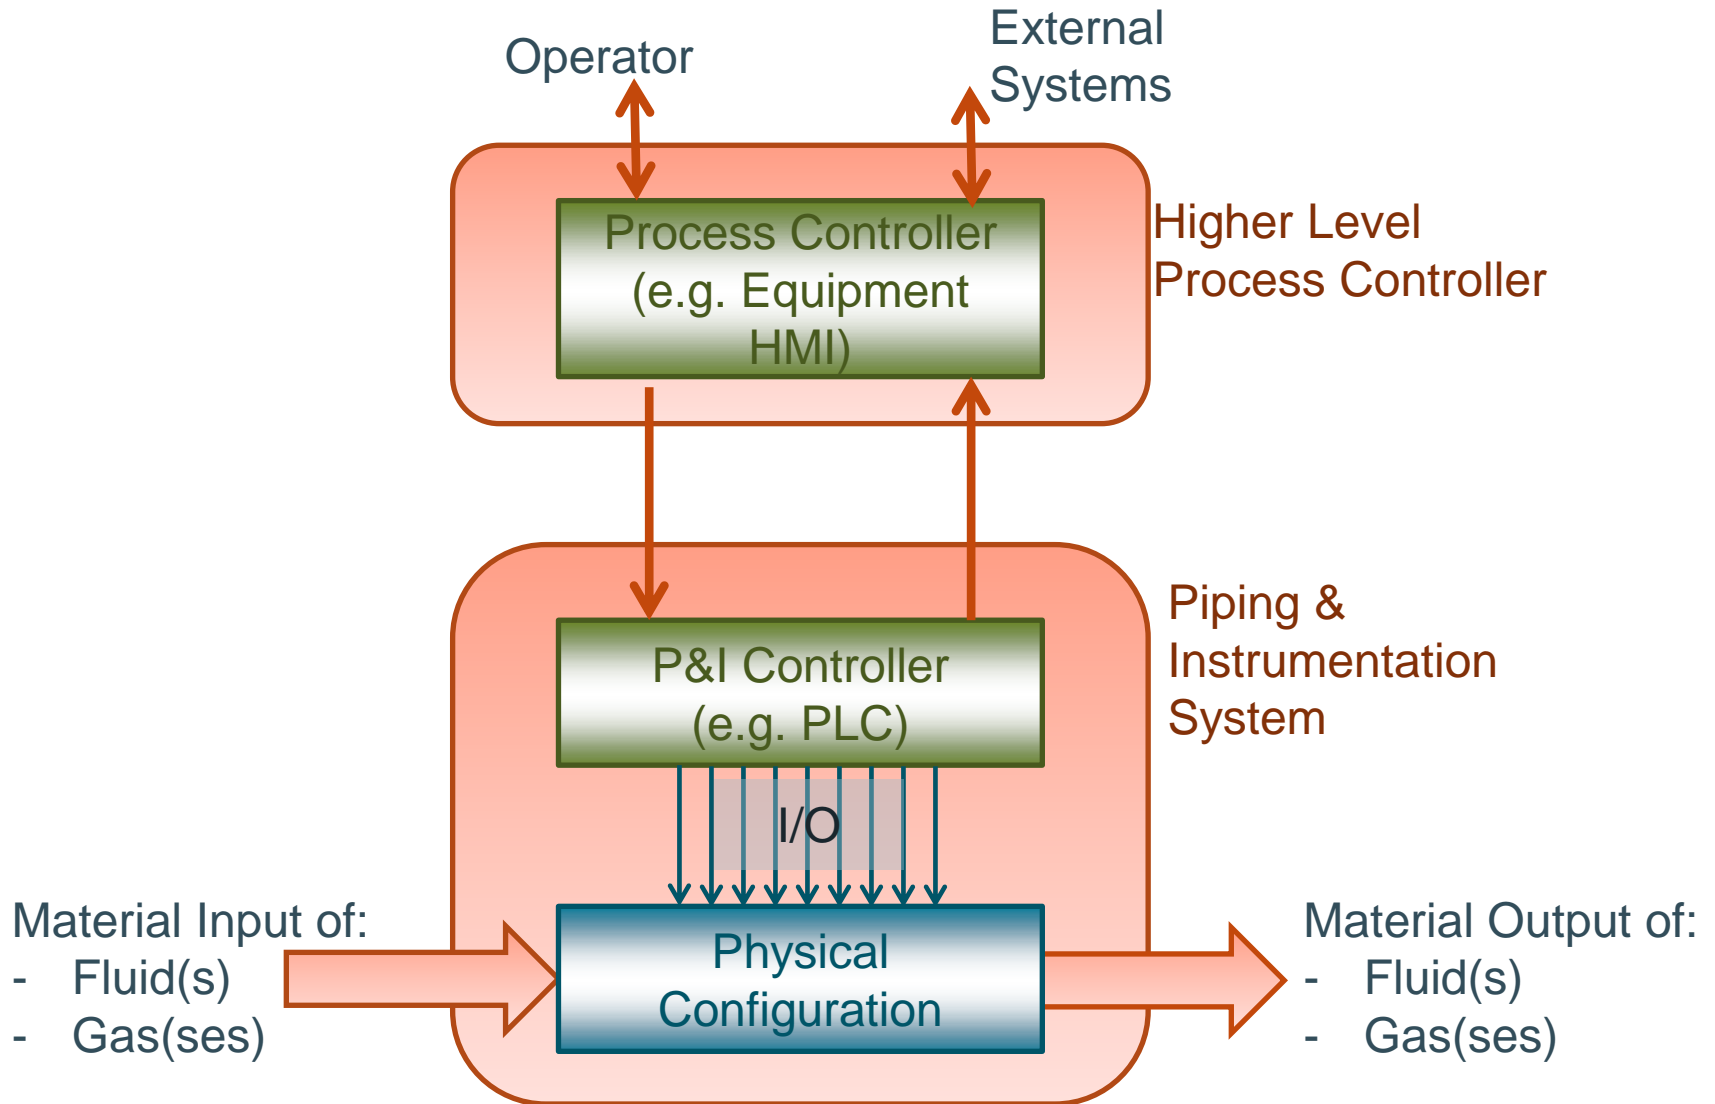 Operator
External
Systems
Process Controller
(e.g. Equipment
HMI)
Higher Level
Process Controller
P&I Controller
(e.g. PLC)
Piping &
Instrumentation
System
I/O
Material Input of:
- Fluid(s)
- Gas(ses)
Physical
Configuration
Material Output of:
- Fluid(s)
- Gas(ses)